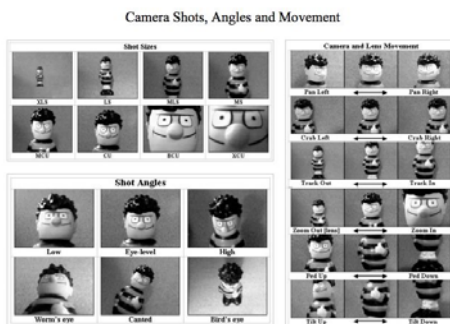 Camera Shots, Angles and Movement
Shot Sizes
XLS LS MLS MS
MCU CU BCU XCU
Shot Angles
Low Eye-level High
Worm's eye Canted Bird's eye
Camera and Lens Movement
Pan Left Pan Right
Crab Left Crab Right
Track Out Track In
Zoom Out [lens] Zoom In
Ped Up Ped Down
Tilt Up Tilt Down